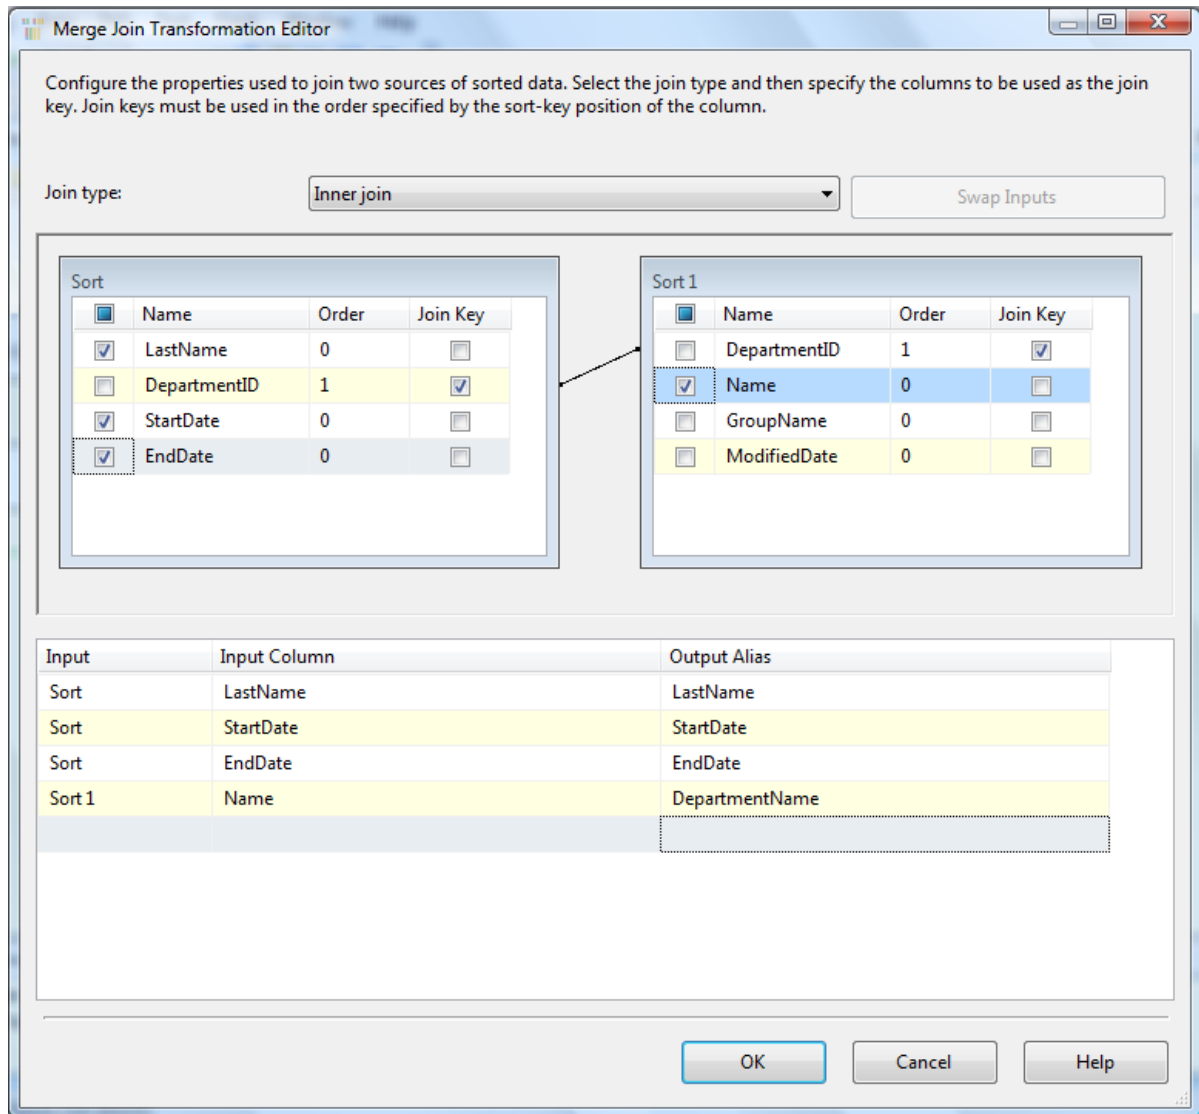 Merge Join Transformation Editor
Configure the properties used to join two sources of sorted data. Select the join type and then specify the columns to be used as the join
key. Join keys must be used in the order specified by the sort-key position of the column.
Join type: Inner join Swap Inputs
Sort
Name Order Join Key
LastName 0
DepartmentID 1
StartDate 0
EndDate 0
Sort 1
Name Order Join Key
DepartmentID 1
Name 0
GroupName 0
ModifiedDate 0
Input Input Column Output Alias
Sort LastName LastName
Sort StartDate StartDate
Sort EndDate EndDate
Sort 1 Name DepartmentName
OK Cancel Help